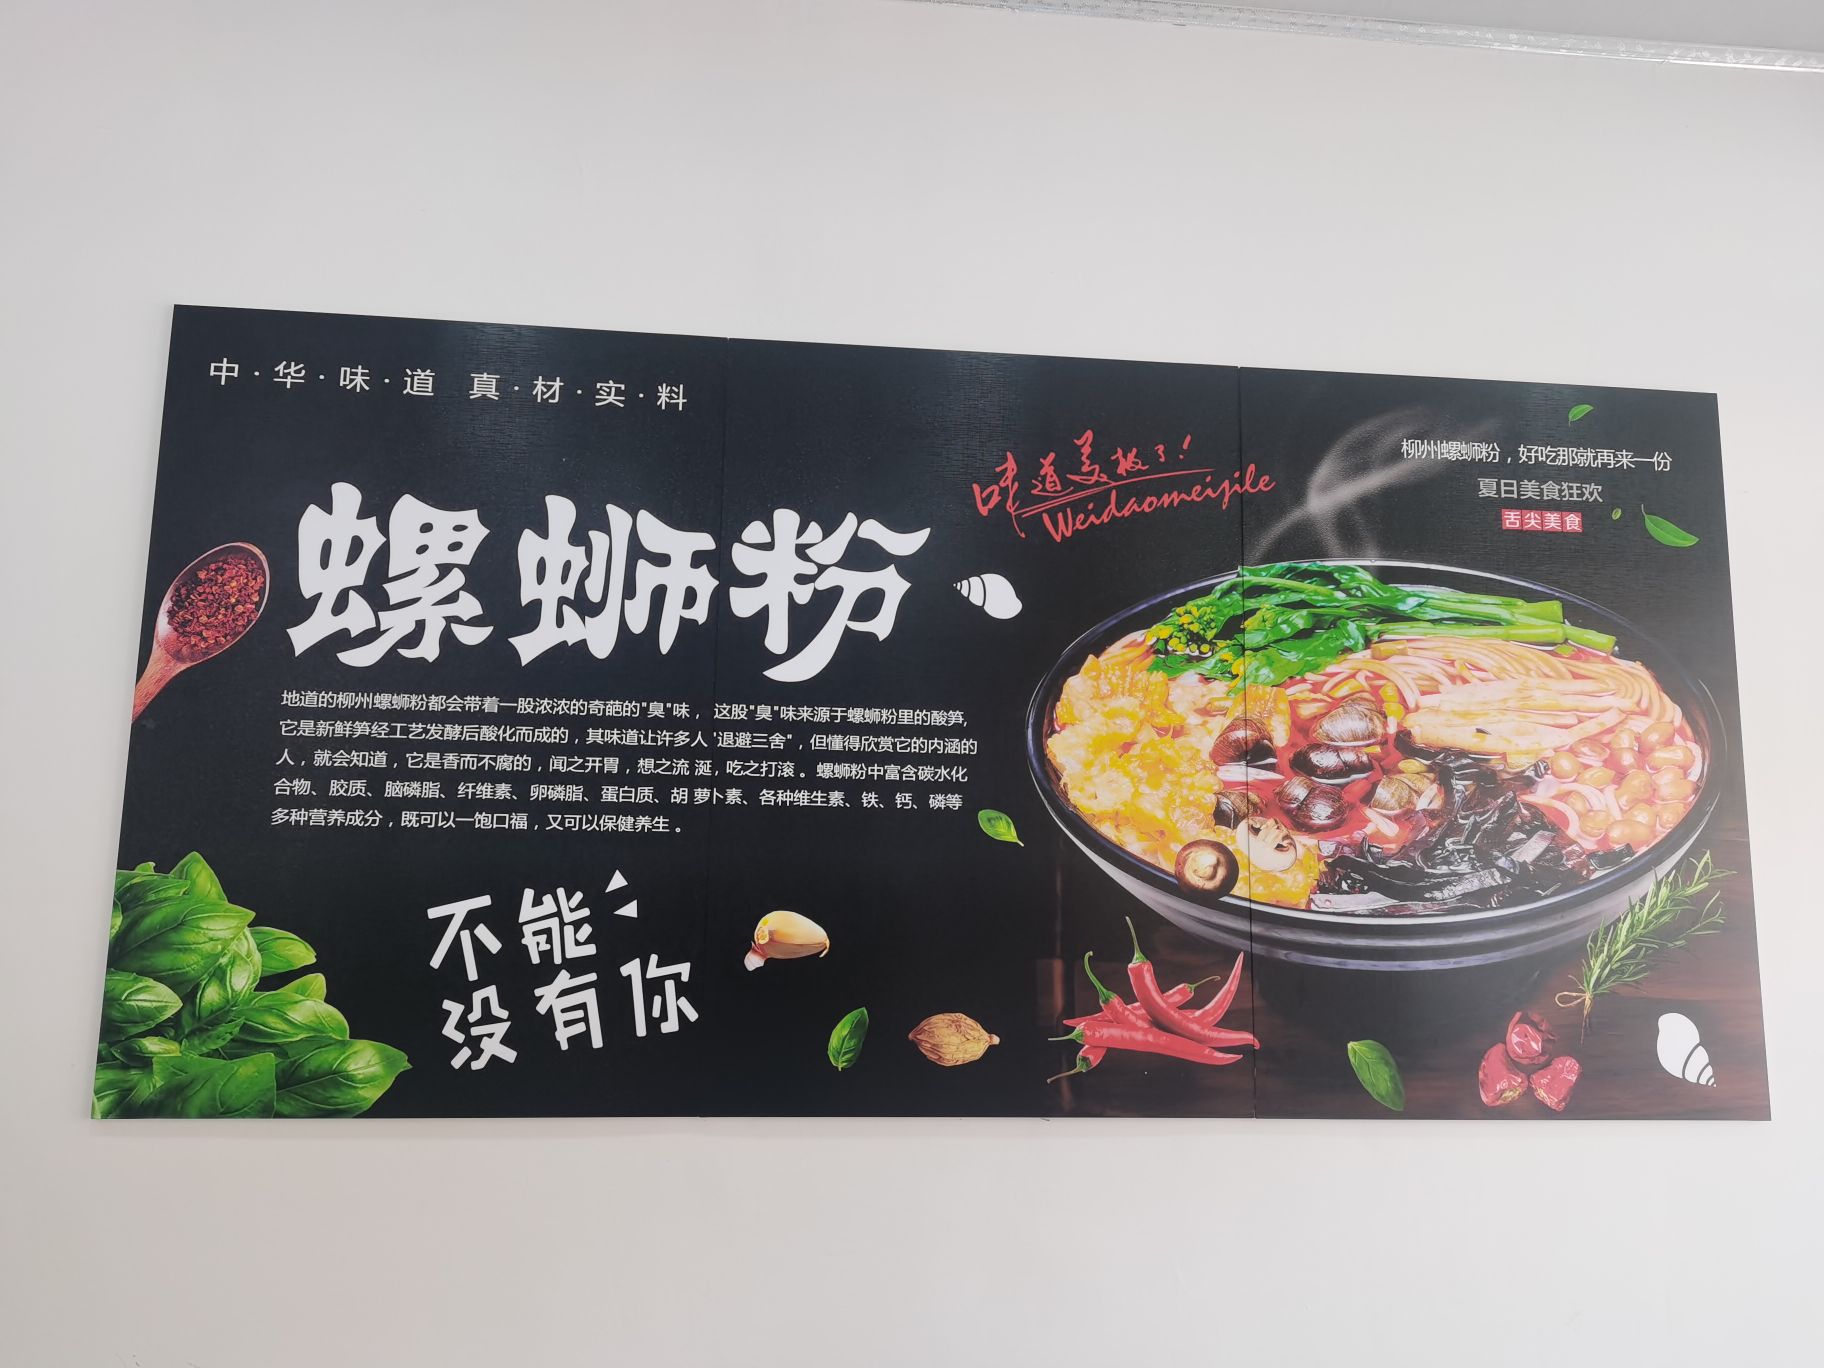 中·华·味·道 真·材·实·料
味道美极了!
Weidaomeijile
柳州螺蛳粉，好吃那就再来一份
夏日美食狂欢
舌尖美食
螺蛳粉
地道的柳州螺蛳粉都会带着一股浓浓的奇葩的"臭"味， 这股"臭"味来源于螺蛳粉里的酸笋,
它是新鲜笋经工艺发酵后酸化而成的，其味道让许多人 "退避三舍"，但懂得欣赏它的内涵的
人，就会知道，它是香而不腐的，闻之开胃，想之流 涎, 吃之打滚 。螺蛳粉中富含碳水化
合物、胶质、脑磷脂、纤维素、卵磷脂、蛋白质、胡 萝卜素、各种维生素、铁、钙、磷等
多种营养成分，既可以一饱口福，又可以保健养生 。
不能
没有你